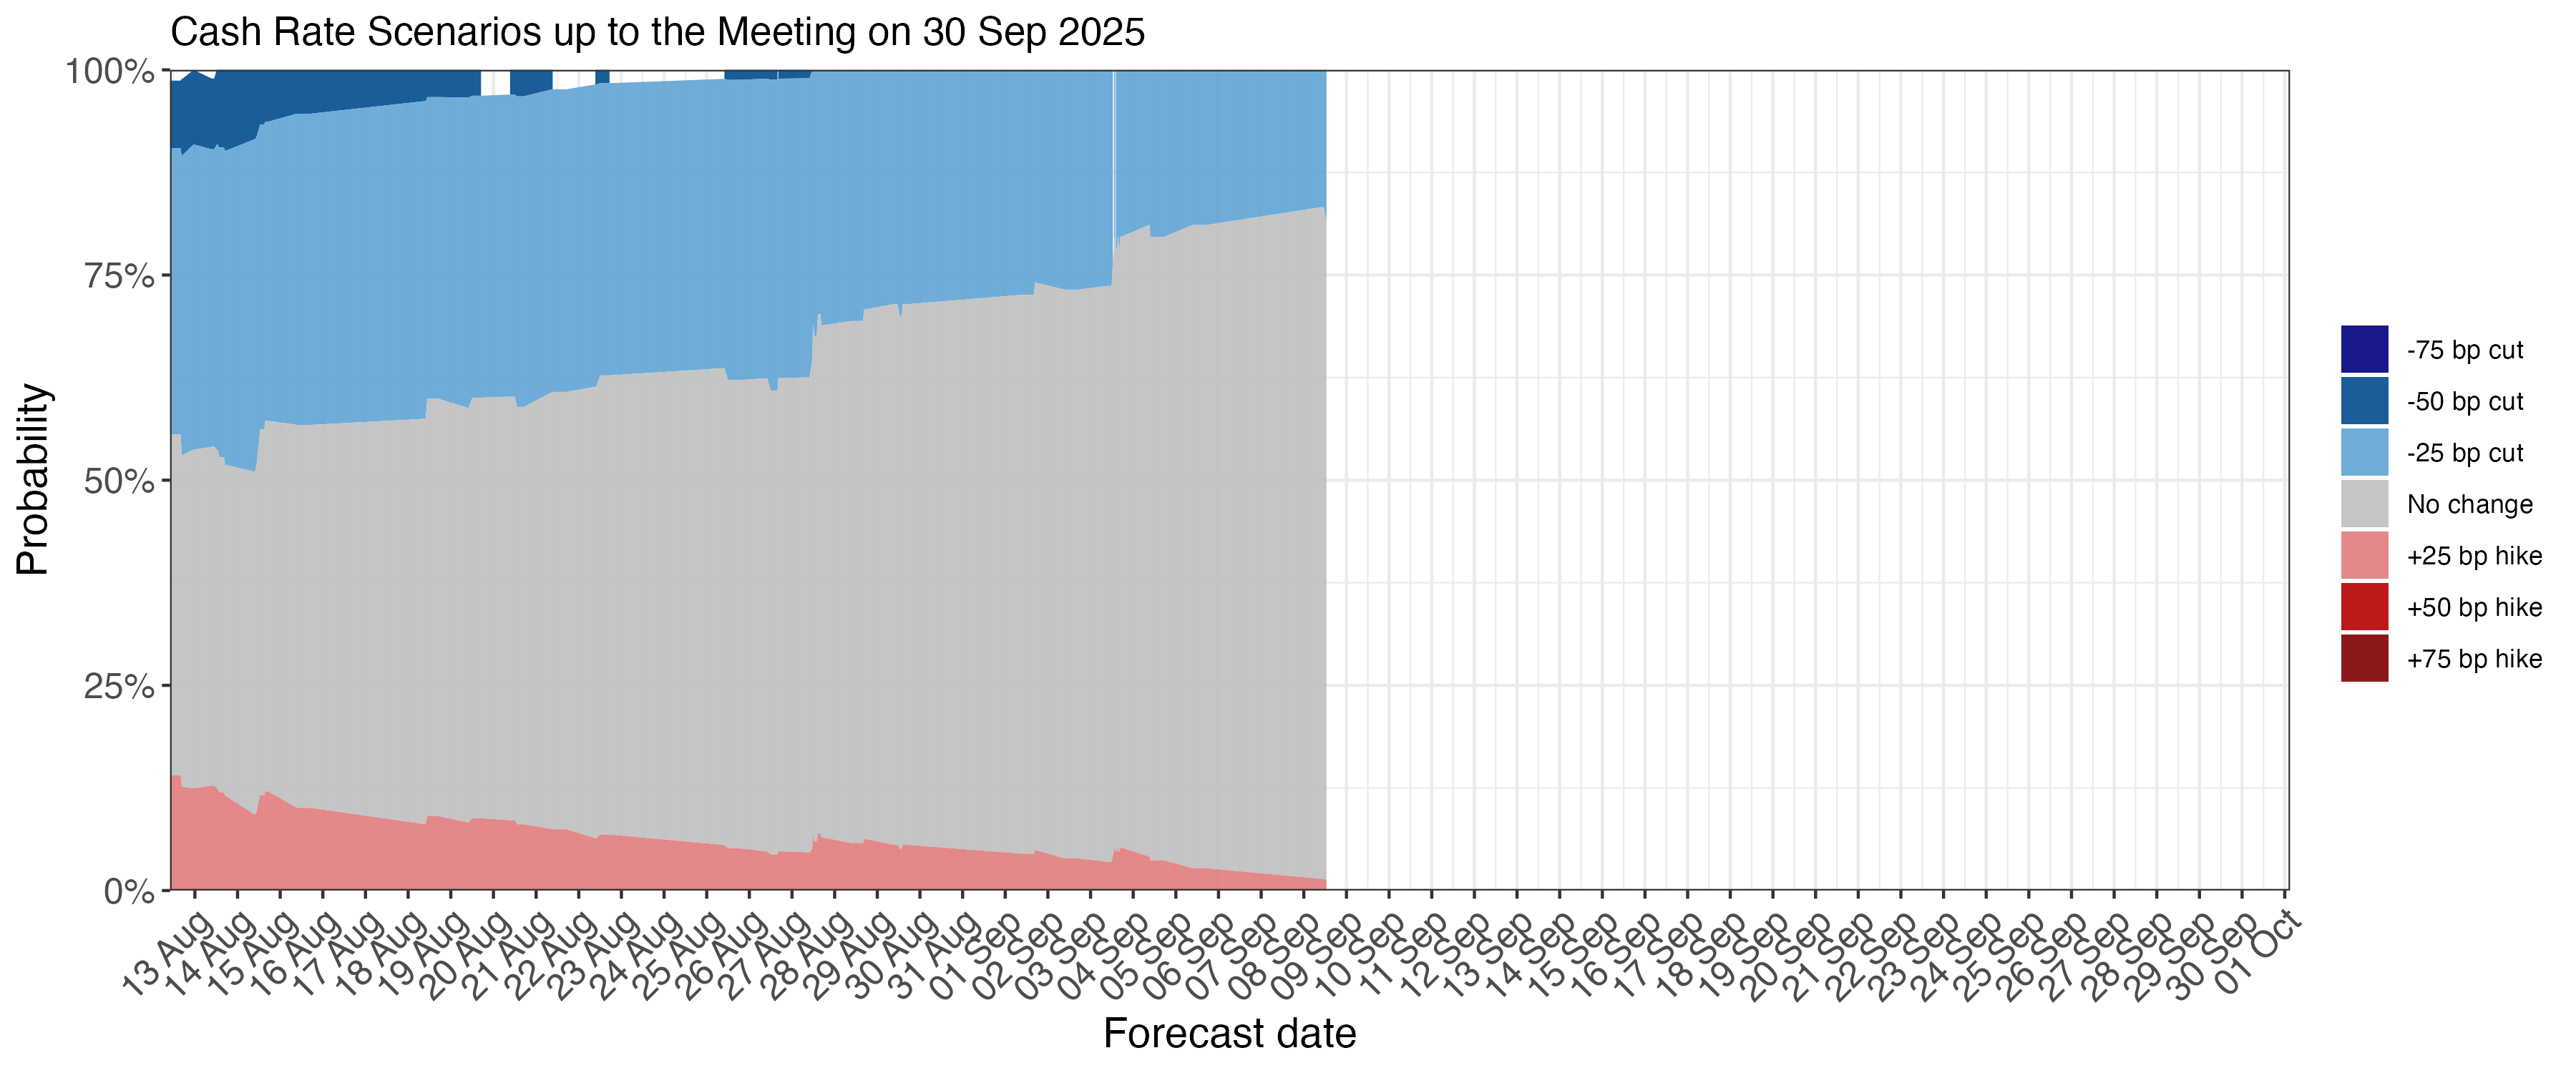 Cash Rate Scenarios up to the Meeting on 30 Sep 2025
Probability
100%
75%
50%
25%
0%
13 Aug
14 Aug
15 Aug
16 Aug
17 Aug
18 Aug
19 Aug
20 Aug
21 Aug
22 Aug
23 Aug
24 Aug
25 Aug
26 Aug
27 Aug
28 Aug
29 Aug
30 Aug
31 Aug
01 Sep
02 Sep
03 Sep
04 Sep
05 Sep
06 Sep
07 Sep
08 Sep
09 Sep
10 Sep
11 Sep
12 Sep
13 Sep
14 Sep
15 Sep
16 Sep
17 Sep
18 Sep
19 Sep
20 Sep
21 Sep
22 Sep
23 Sep
24 Sep
25 Sep
26 Sep
27 Sep
28 Sep
29 Sep
30 Sep
01 Oct
Forecast date
-75 bp cut
-50 bp cut
-25 bp cut
No change
+25 bp hike
+50 bp hike
+75 bp hike